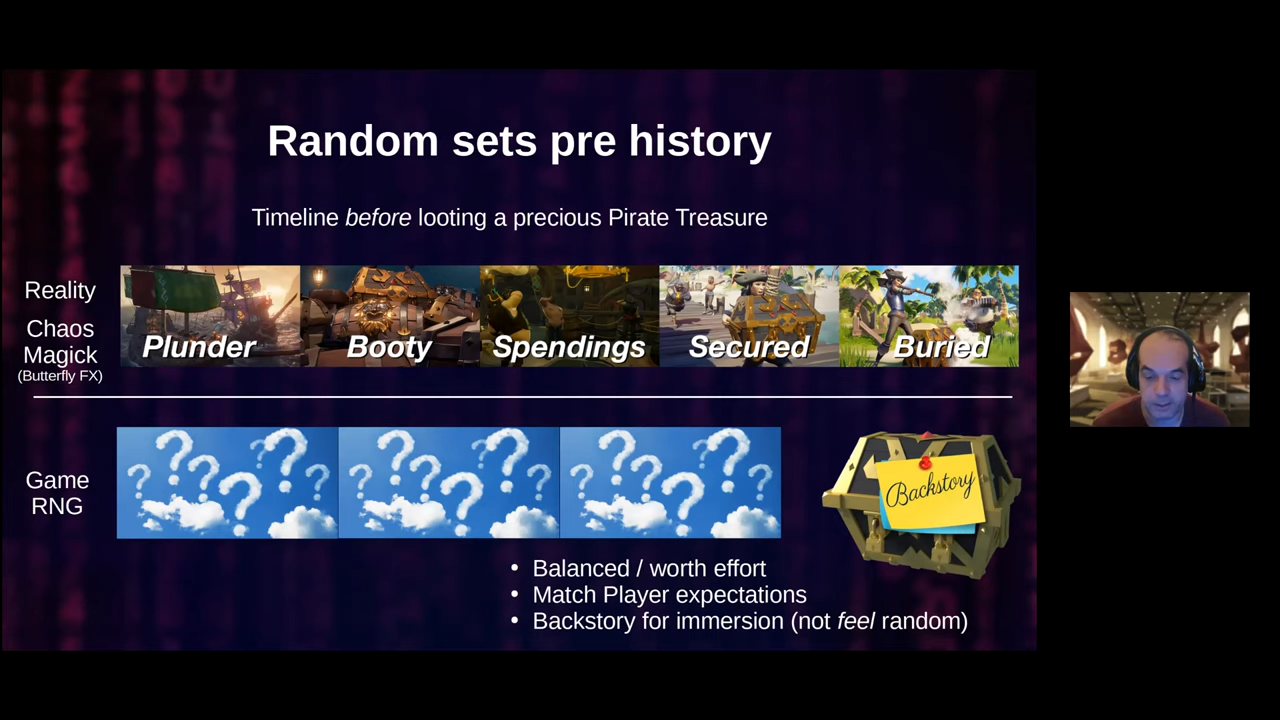 Random sets pre history
Timeline before looting a precious Pirate Treasure
Reality
Chaos
Magick
(Butterfly FX)
Plunder
Booty
Spendings
Secured
Buried
Game
RNG
? ? ? ? ? ?
? ? ? ? ? ?
? ? ? ? ? ?
Backstory
• Balanced / worth effort
• Match Player expectations
• Backstory for immersion (not feel random)